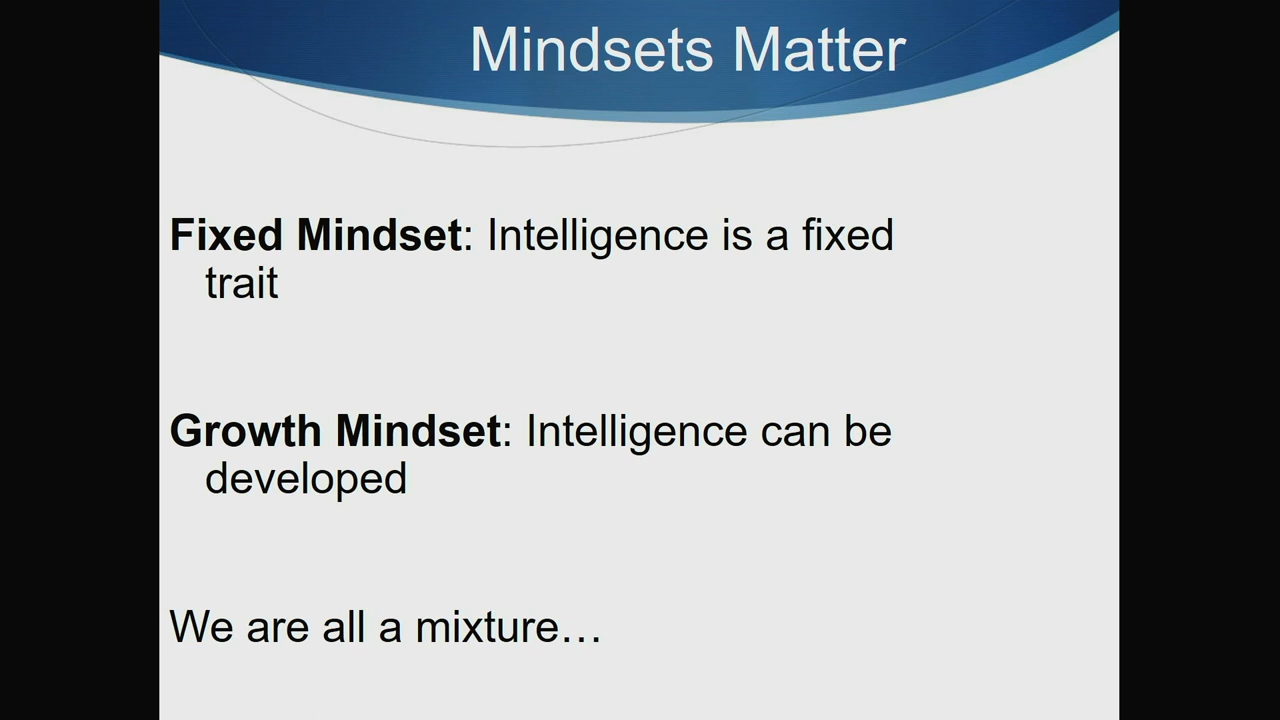 Mindsets Matter
Fixed Mindset: Intelligence is a fixed
trait
Growth Mindset: Intelligence can be
developed
We are all a mixture…